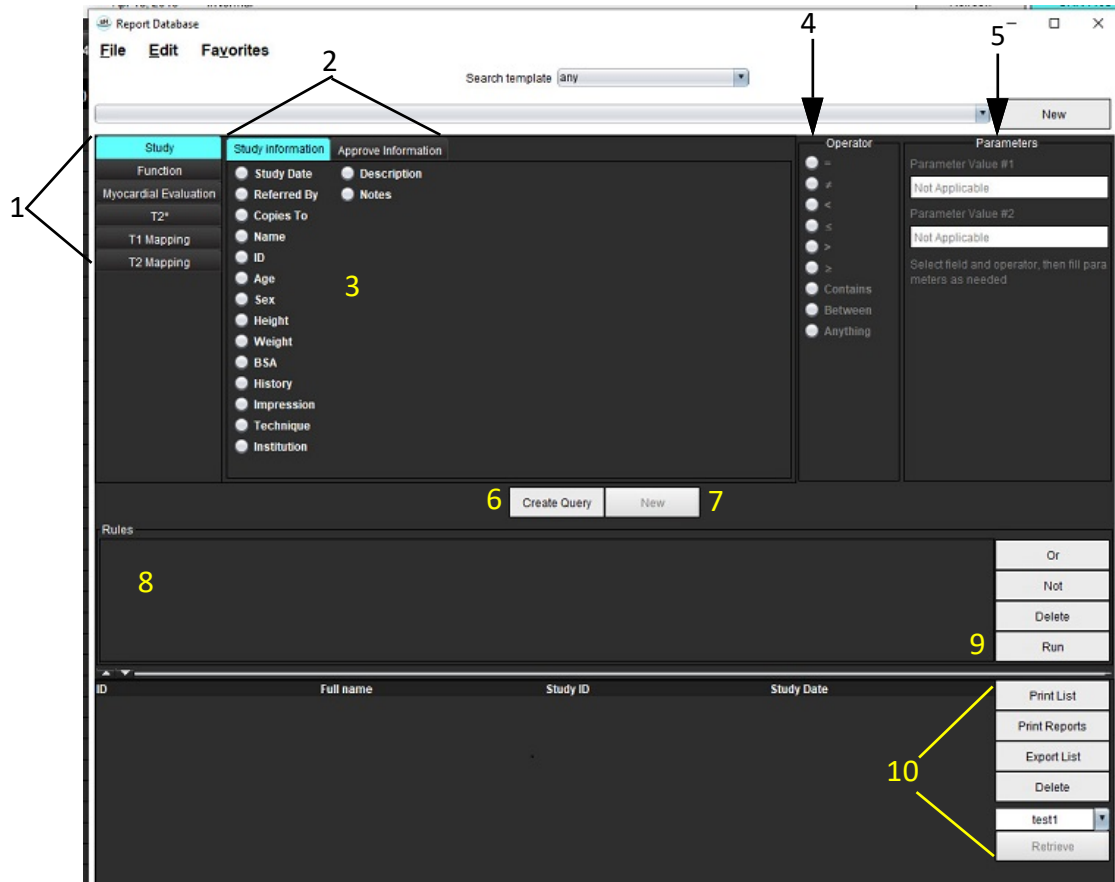 Report Database
File Edit Favorites
Search template any
New
Study
Function
Myocardial Evaluation
T2*
T1 Mapping
T2 Mapping
1
2
Study information Approve Information
Study Date Description
Referred By Notes
Copies To
Name
ID
Age
Sex
Height
Weight
BSA
History
Impression
Technique
Institution
3
4
Operator
=
≠
<
≤
>
≥
Contains
Between
Anything
5
Parameters
Parameter Value #1
Not Applicable
Parameter Value #2
Not Applicable
Select field and operator, then fill para
meters as needed
6 Create Query New 7
Rules
8
Or
Not
Delete
9 Run
ID Full name Study ID Study Date
10
Print List
Print Reports
Export List
Delete
test1
Retrieve